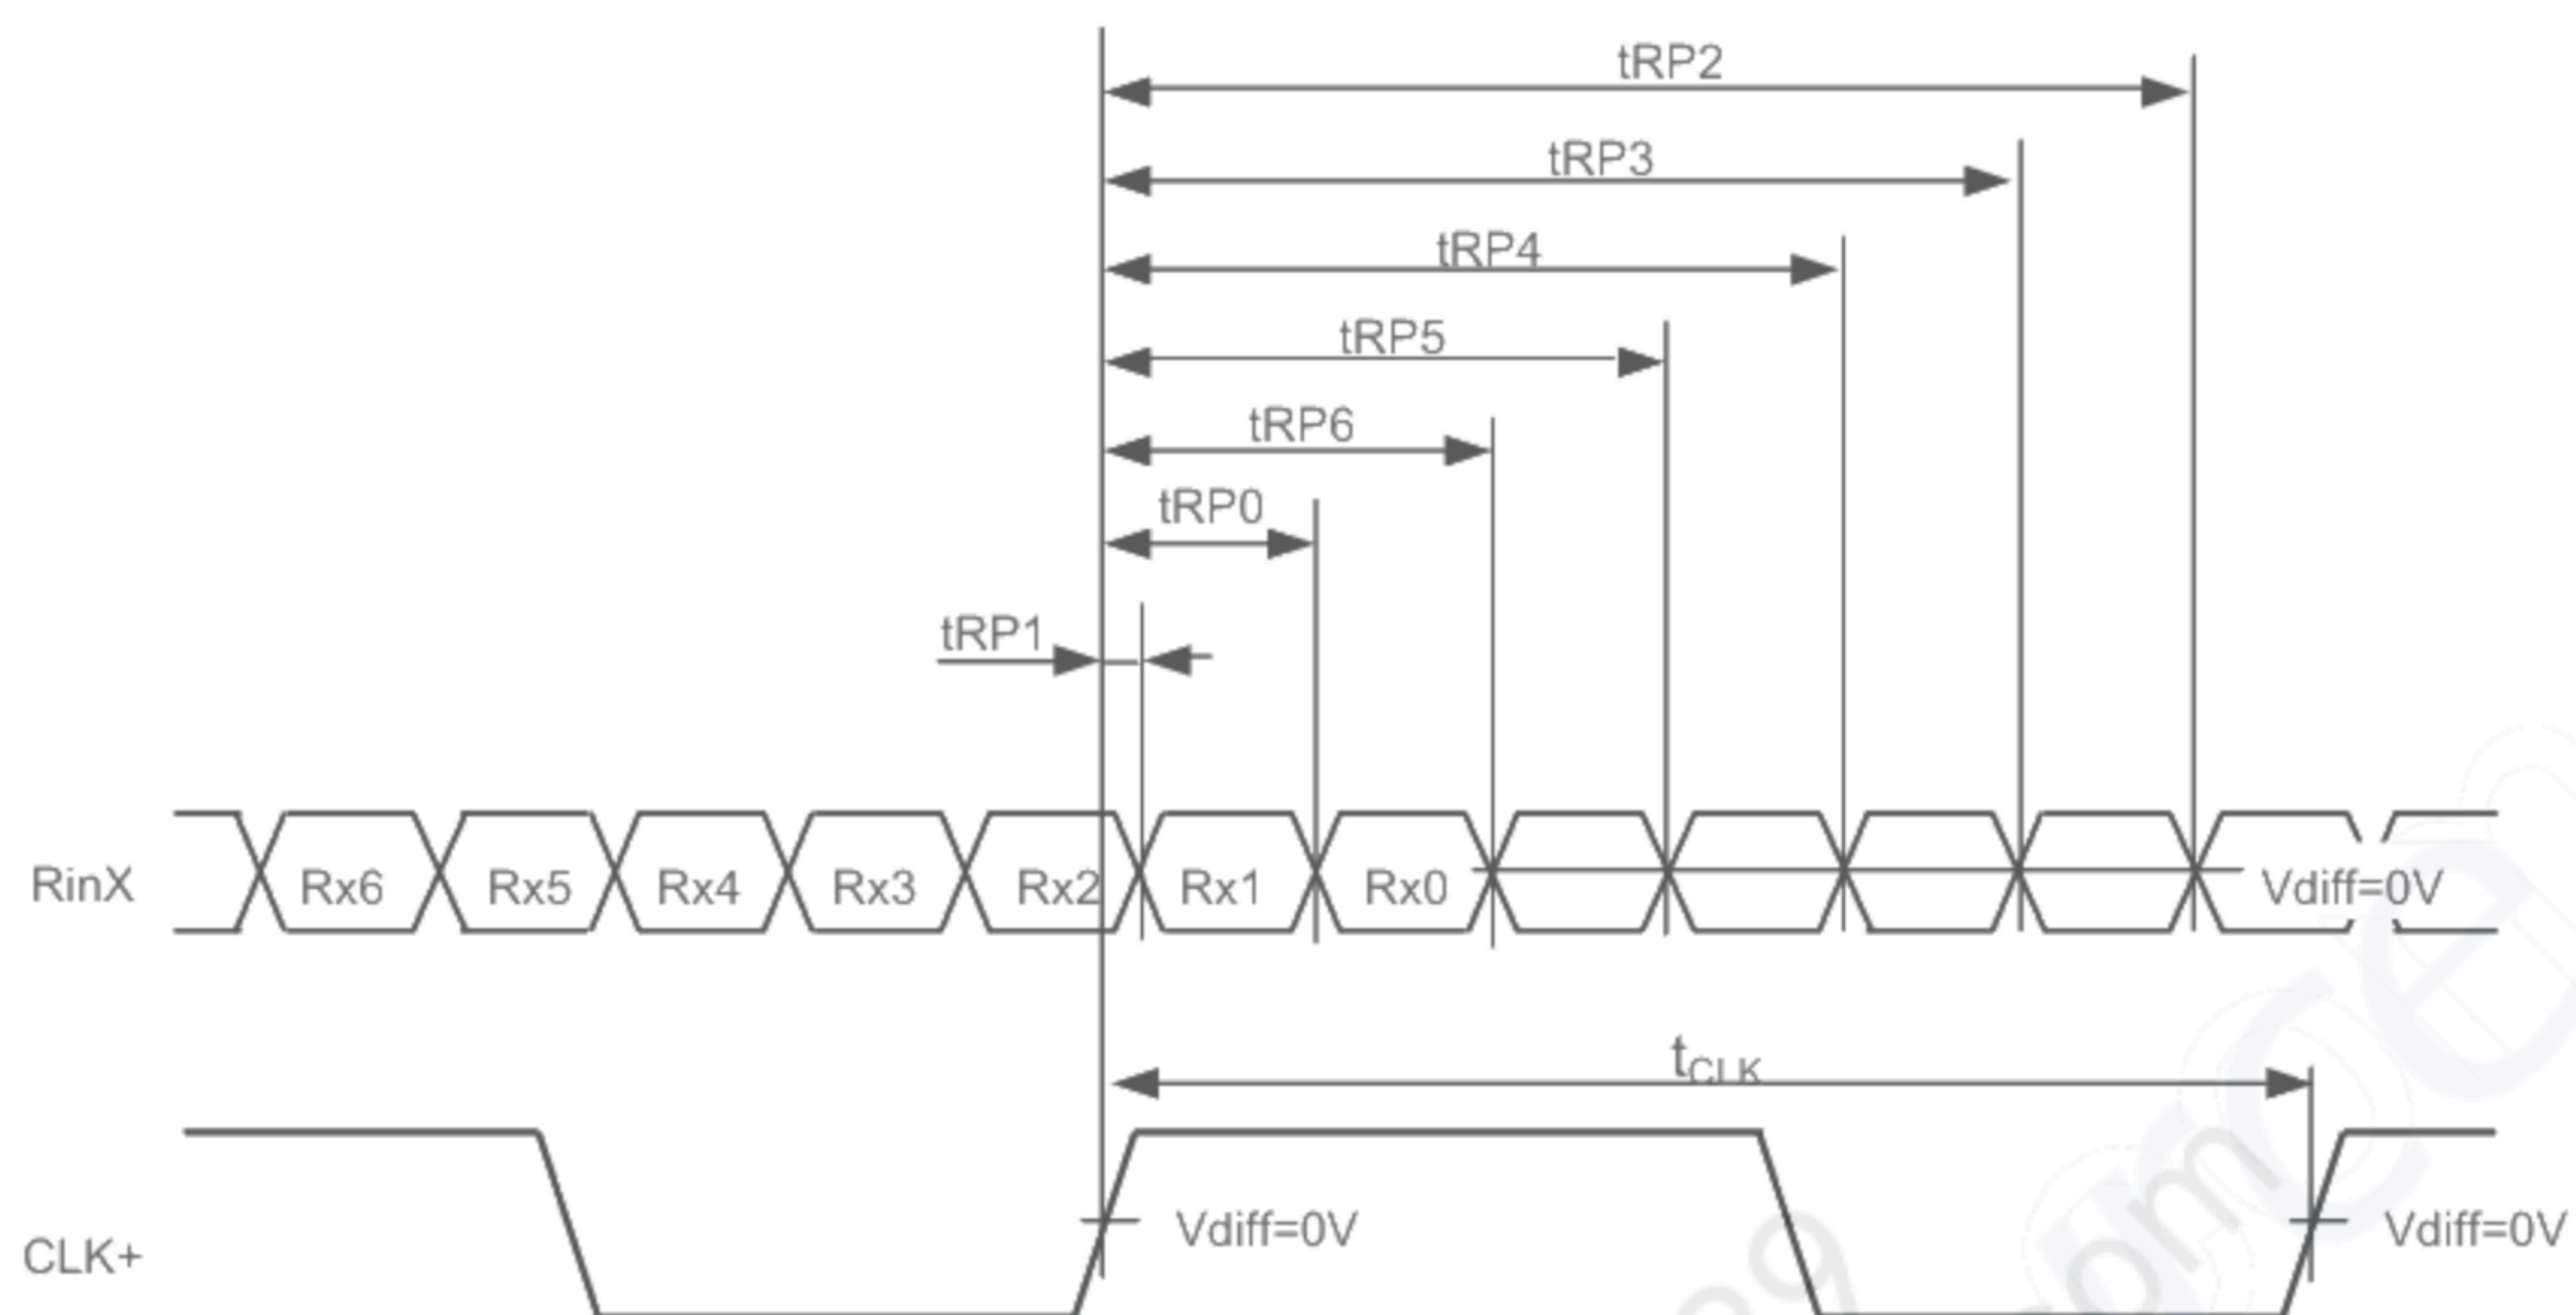 tRP2
tRP3
tRP4
tRP5
tRP6
tRP0
tRP1
RinX Rx6 Rx5 Rx4 Rx3 Rx2 Rx1 Rx0 Vdiff=0V
tCLK
CLK+ Vdiff=0V Vdiff=0V